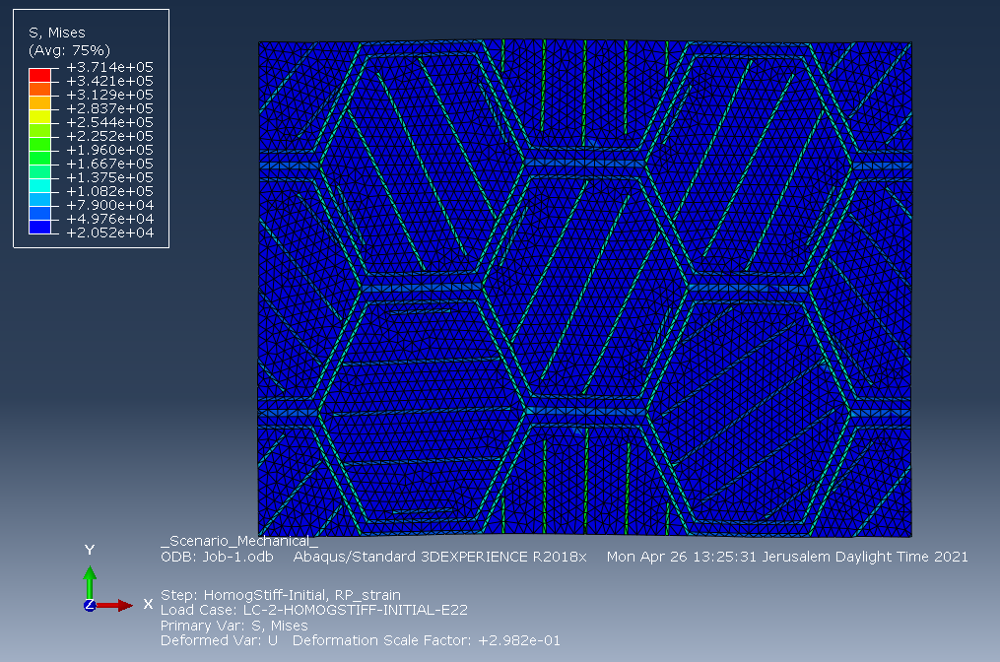 S, Mises
(Avg: 75%)
+3.714e+05
+3.421e+05
+3.129e+05
+2.837e+05
+2.544e+05
+2.252e+05
+1.960e+05
+1.667e+05
+1.375e+05
+1.082e+05
+7.900e+04
+4.976e+04
+2.052e+04
_Scenario_Mechanical_
ODB: Job-1.odb Abaqus/Standard 3DEXPERIENCE R2018x Mon Apr 26 13:25:31 Jerusalem Daylight Time 2021
Y
X
Z
Step: HomogStiff-Initial, RP_strain
Load Case: LC-2-HOMOGSTIFF-INITIAL-E22
Primary Var: S, Mises
Deformed Var: U Deformation Scale Factor: +2.982e-01